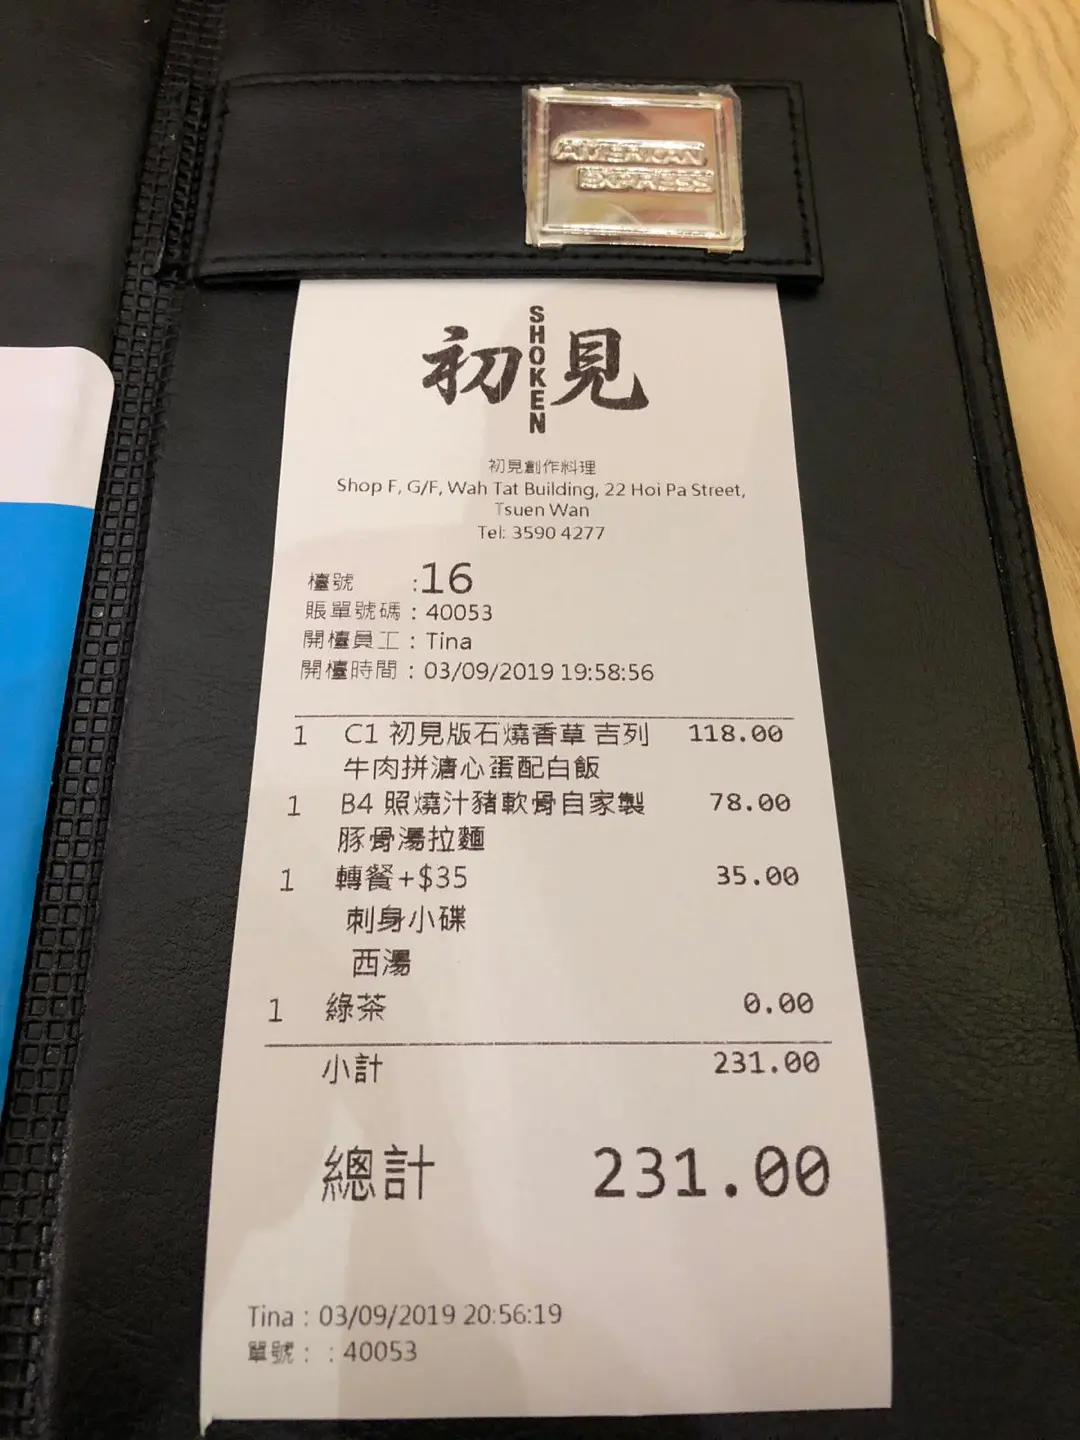 AMERICAN
EXPRESS
初見
SHOKEN
初見創作料理
Shop F, G/F, Wah Tat Building, 22 Hoi Pa Street,
Tsuen Wan
Tel: 3590 4277
檯號 :16
賬單號碼 : 40053
開檯員工 : Tina
開檯時間 : 03/09/2019 19:58:56
1 C1 初見版石燒香草 吉列 118.00
牛肉拼溏心蛋配白飯
1 B4 照燒汁豬軟骨自家製 78.00
豚骨湯拉麵
1 轉餐+$35 35.00
刺身小碟
西湯
1 綠茶 0.00
小計 231.00
總計 231.00
Tina : 03/09/2019 20:56:19
單號 : : 40053